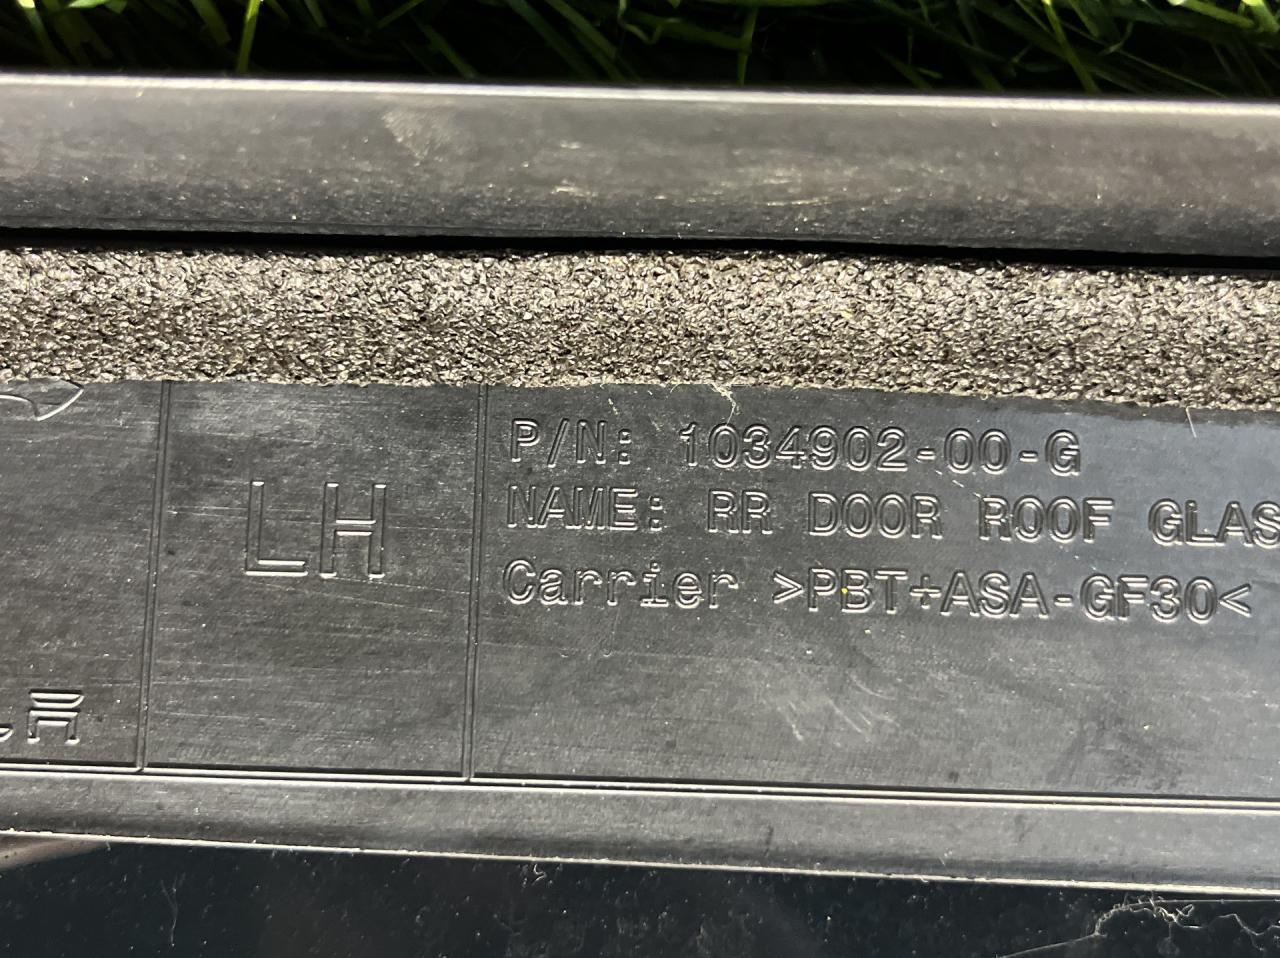 LH
P/N: 1034902-00-G
NAME: RR DOOR ROOF GLAS
Carrier >PBT+ASA-GF30<